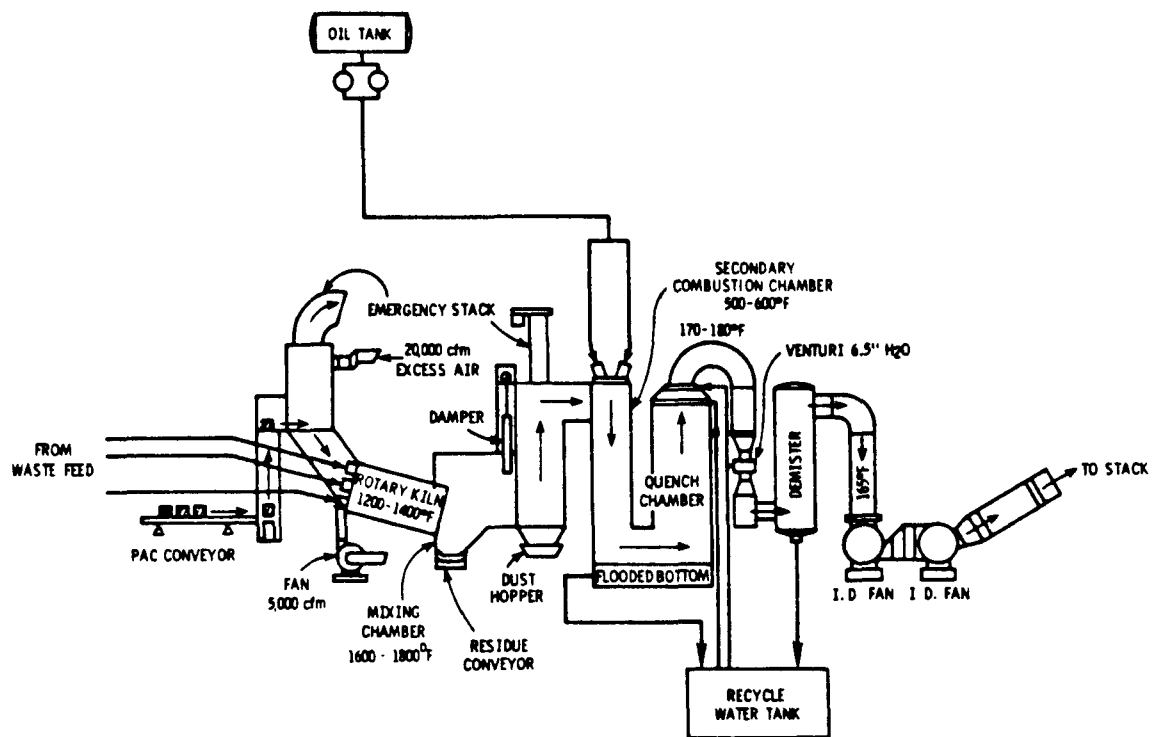 OIL TANK
SECONDARY
COMBUSTION CHAMBER
500-600°F
EMERGENCY STACK
170-180°F
VENTURI 6.5" H2O
20,000 cfm
EXCESS AIR
DAMPER
FROM
WASTE FEED
ROTARY KILN
1200-1400°F
QUENCH
CHAMBER
DEMISTER
165°F
TO STACK
PAC CONVEYOR
FAN
5,000 cfm
MIXING
CHAMBER
1600 - 1800°F
RESIDUE
CONVEYOR
DUST
HOPPER
FLOODED BOTTOM
I.D FAN
I D. FAN
RECYCLE
WATER TANK